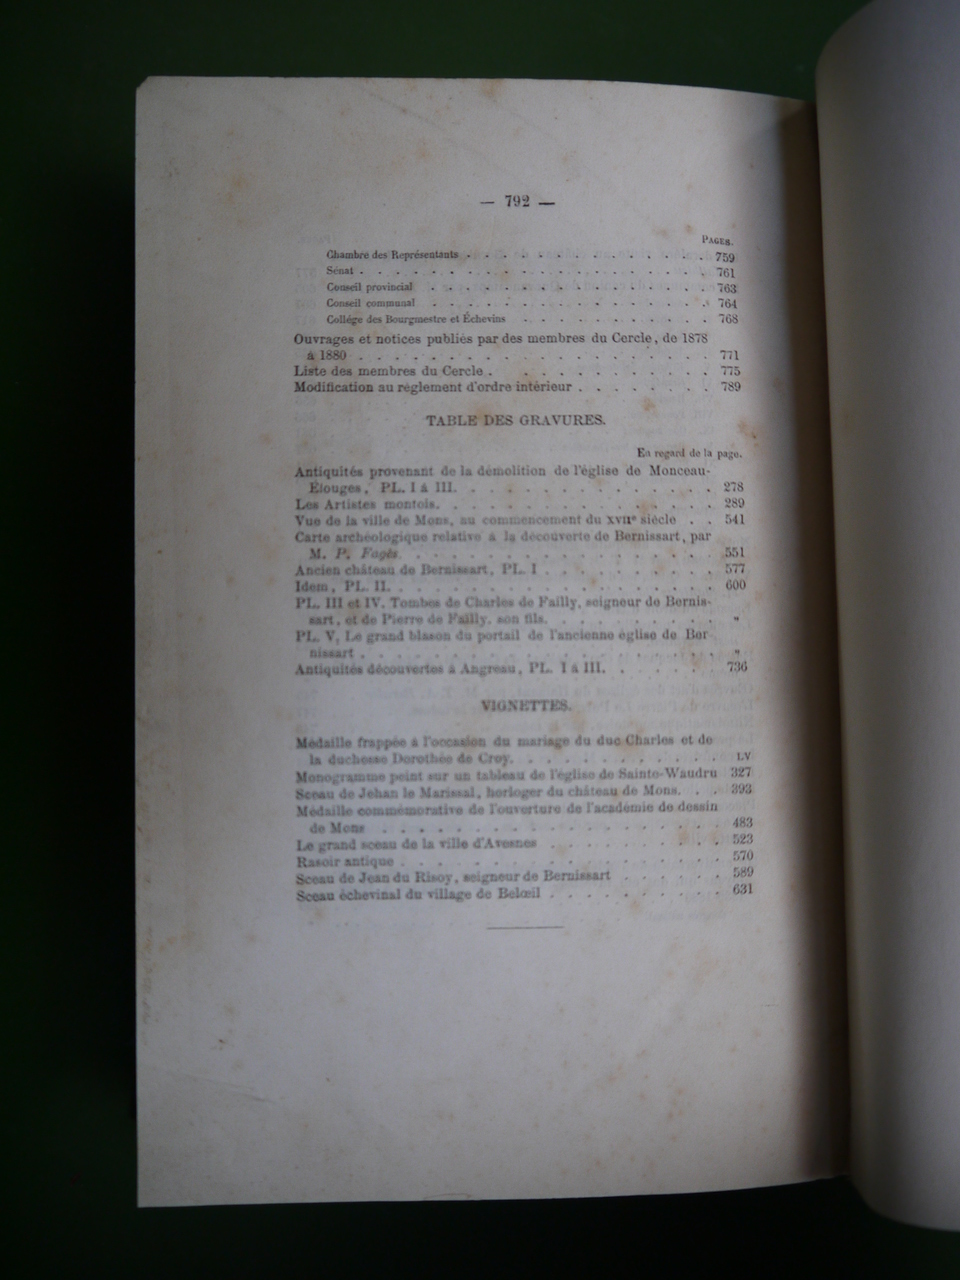 — 792 —
PAGES.
Chambre des Représentants . . . . . . . . . . . . . . 759
Sénat . . . . . . . . . . . . . . . . . . . . 761
Conseil provincial . . . . . . . . . . . . . . . . 763
Conseil communal . . . . . . . . . . . . . . . . 764
Collége des Bourgmestre et Échevins . . . . . . . . . . . 768
Ouvrages et notices publiés par des membres du Cercle, de 1878
à 1880 . . . . . . . . . . . . . . . . . . 771
Liste des membres du Cercle . . . . . . . . . . . . 775
Modification au règlement d'ordre intérieur . . . . . . . 789
TABLE DES GRAVURES.
En regard de la page.
Antiquités provenant de la démolition de l'église de Monceau-
Élouges, PL. I à III. . . . . . . . . . . . . . 278
Les Artistes montois. . . . . . . . . . . . . . . 289
Vue de la ville de Mons, au commencement du XVIIe siècle . . 541
Carte archéologique relative à la découverte de Bernissart, par
M. P. Fagès . . . . . . . . . . . . . . . . 551
Ancien château de Bernissart, PL. I . . . . . . . . . 577
Idem, PL. II. . . . . . . . . . . . . . . . . 600
PL. III et IV. Tombes de Charles de Failly, seigneur de Bernis-
sart, et de Pierre de Failly, son fils. . . . . . . . . "
PL. V. Le grand blason du portail de l'ancienne église de Ber-
nissart . . . . . . . . . . . . . . . . . . "
Antiquités découvertes à Angreau, PL. I à III. . . . . . . 736
VIGNETTES.
Médaille frappée à l'occasion du mariage du duc Charles et de
la duchesse Dorothée de Croy. . . . . . . . . . . LV
Monogramme peint sur un tableau de l'église de Sainte-Waudru 327
Sceau de Jehan le Marissal, horloger du château de Mons. . . 393
Médaille commémorative de l'ouverture de l'académie de dessin
de Mons . . . . . . . . . . . . . . . . . 483
Le grand sceau de la ville d'Avesnes . . . . . . . . . 523
Rasoir antique . . . . . . . . . . . . . . . . 570
Sceau de Jean du Risoy, seigneur de Bernissart . . . . . . 589
Sceau échevinal du village de Belœil . . . . . . . . . 631